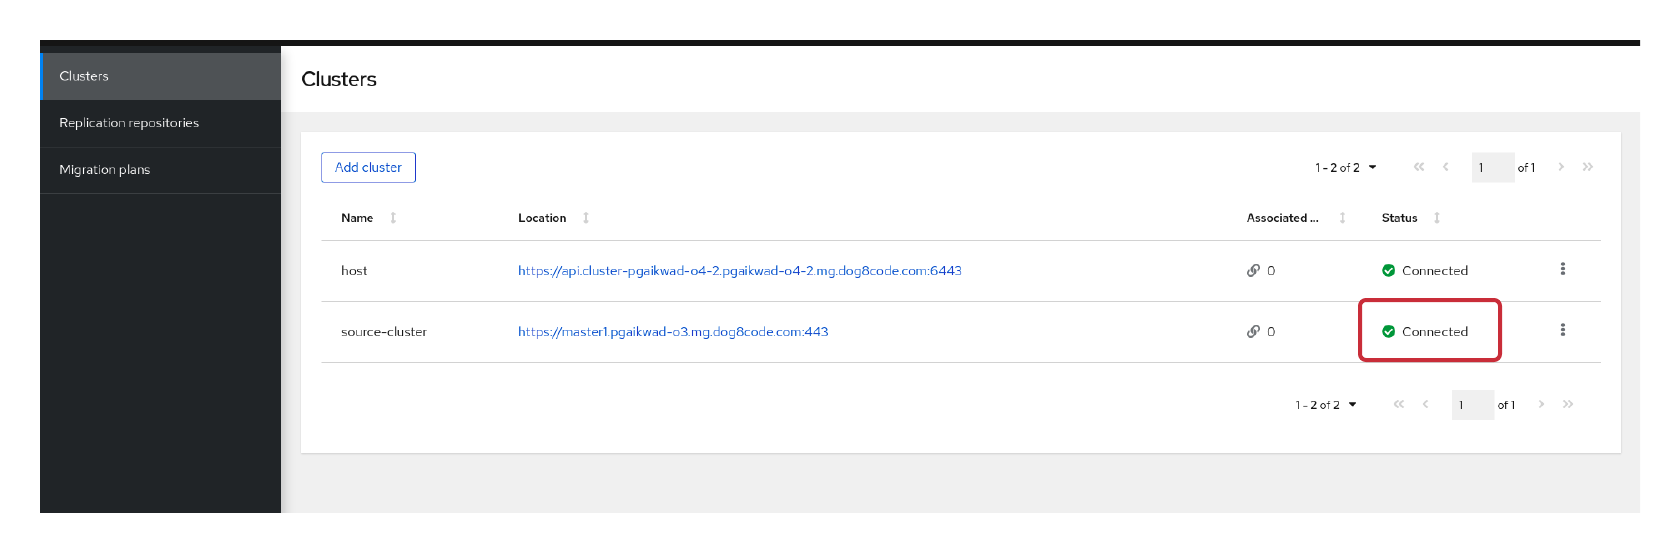 Clusters
Replication repositories
Migration plans
Clusters
Add cluster
1 - 2 of 2
1 of 1
Name Location Associated ... Status
host https://api.cluster-pgaikwad-o4-2.pgaikwad-o4-2.mg.dog8code.com:6443 0 Connected
source-cluster https://master1.pgaikwad-o3.mg.dog8code.com:443 0 Connected
1 - 2 of 2
1 of 1